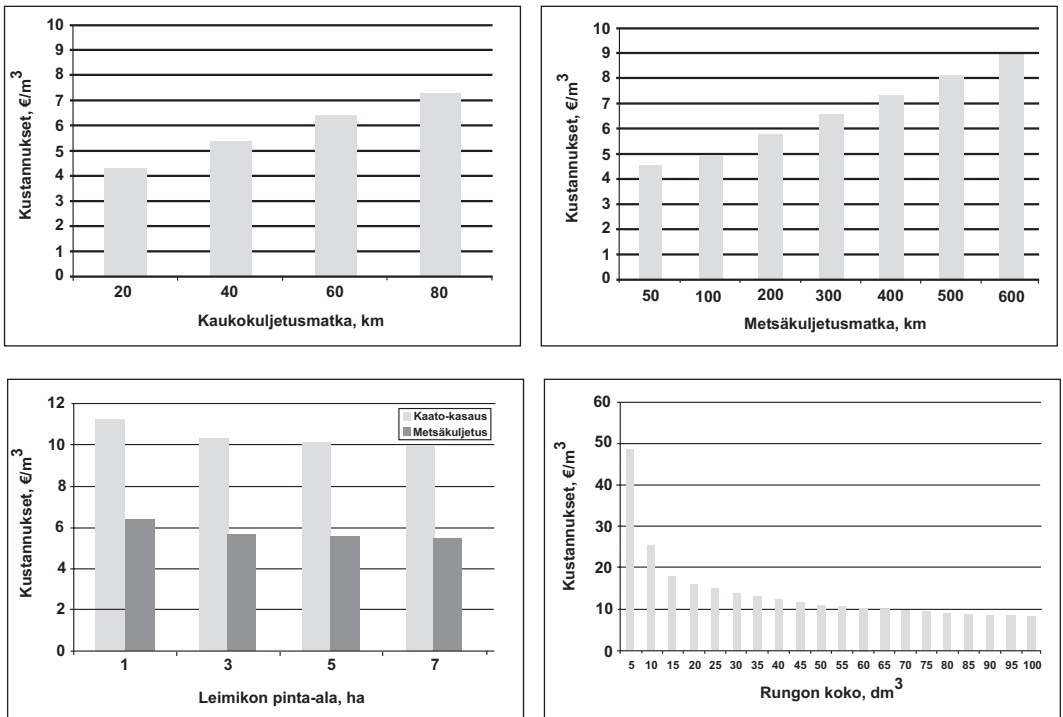 10
9
8
7
6
5
4
3
2
1
0
Kustannukset, €/m³
20 40 60 80
Kaukokuljetusmatka, km
10
9
8
7
6
5
4
3
2
1
0
Kustannukset, €/m³
50 100 200 300 400 500 600
Metsäkuljetusmatka, km
12
10
8
6
4
2
0
Kustannukset, €/m³
Kaato-kasaus
Metsäkuljetus
1 3 5 7
Leimikon pinta-ala, ha
60
50
40
30
20
10
0
Kustannukset, €/m³
5 10 15 20 25 30 35 40 45 50 55 60 65 70 75 80 85 90 95 100
Rungon koko, dm³